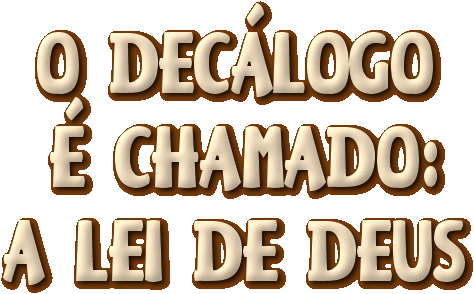 O DECÁLOGO
É CHAMADO:
A LEI DE DEUS